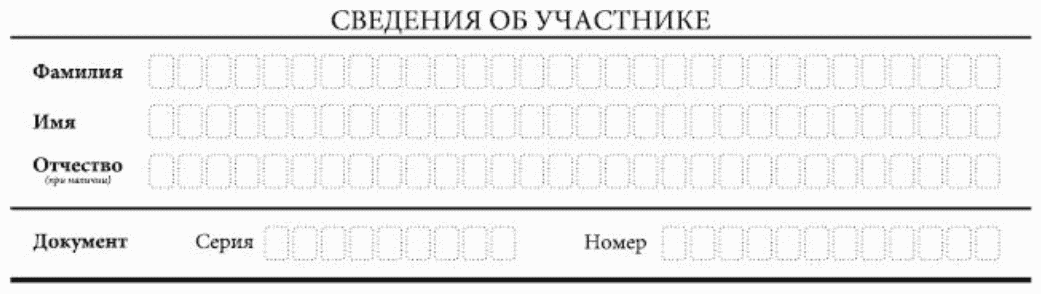 СВЕДЕНИЯ ОБ УЧАСТНИКЕ
Фамилия
Имя
Отчество
(при наличии)
Документ Серия Номер